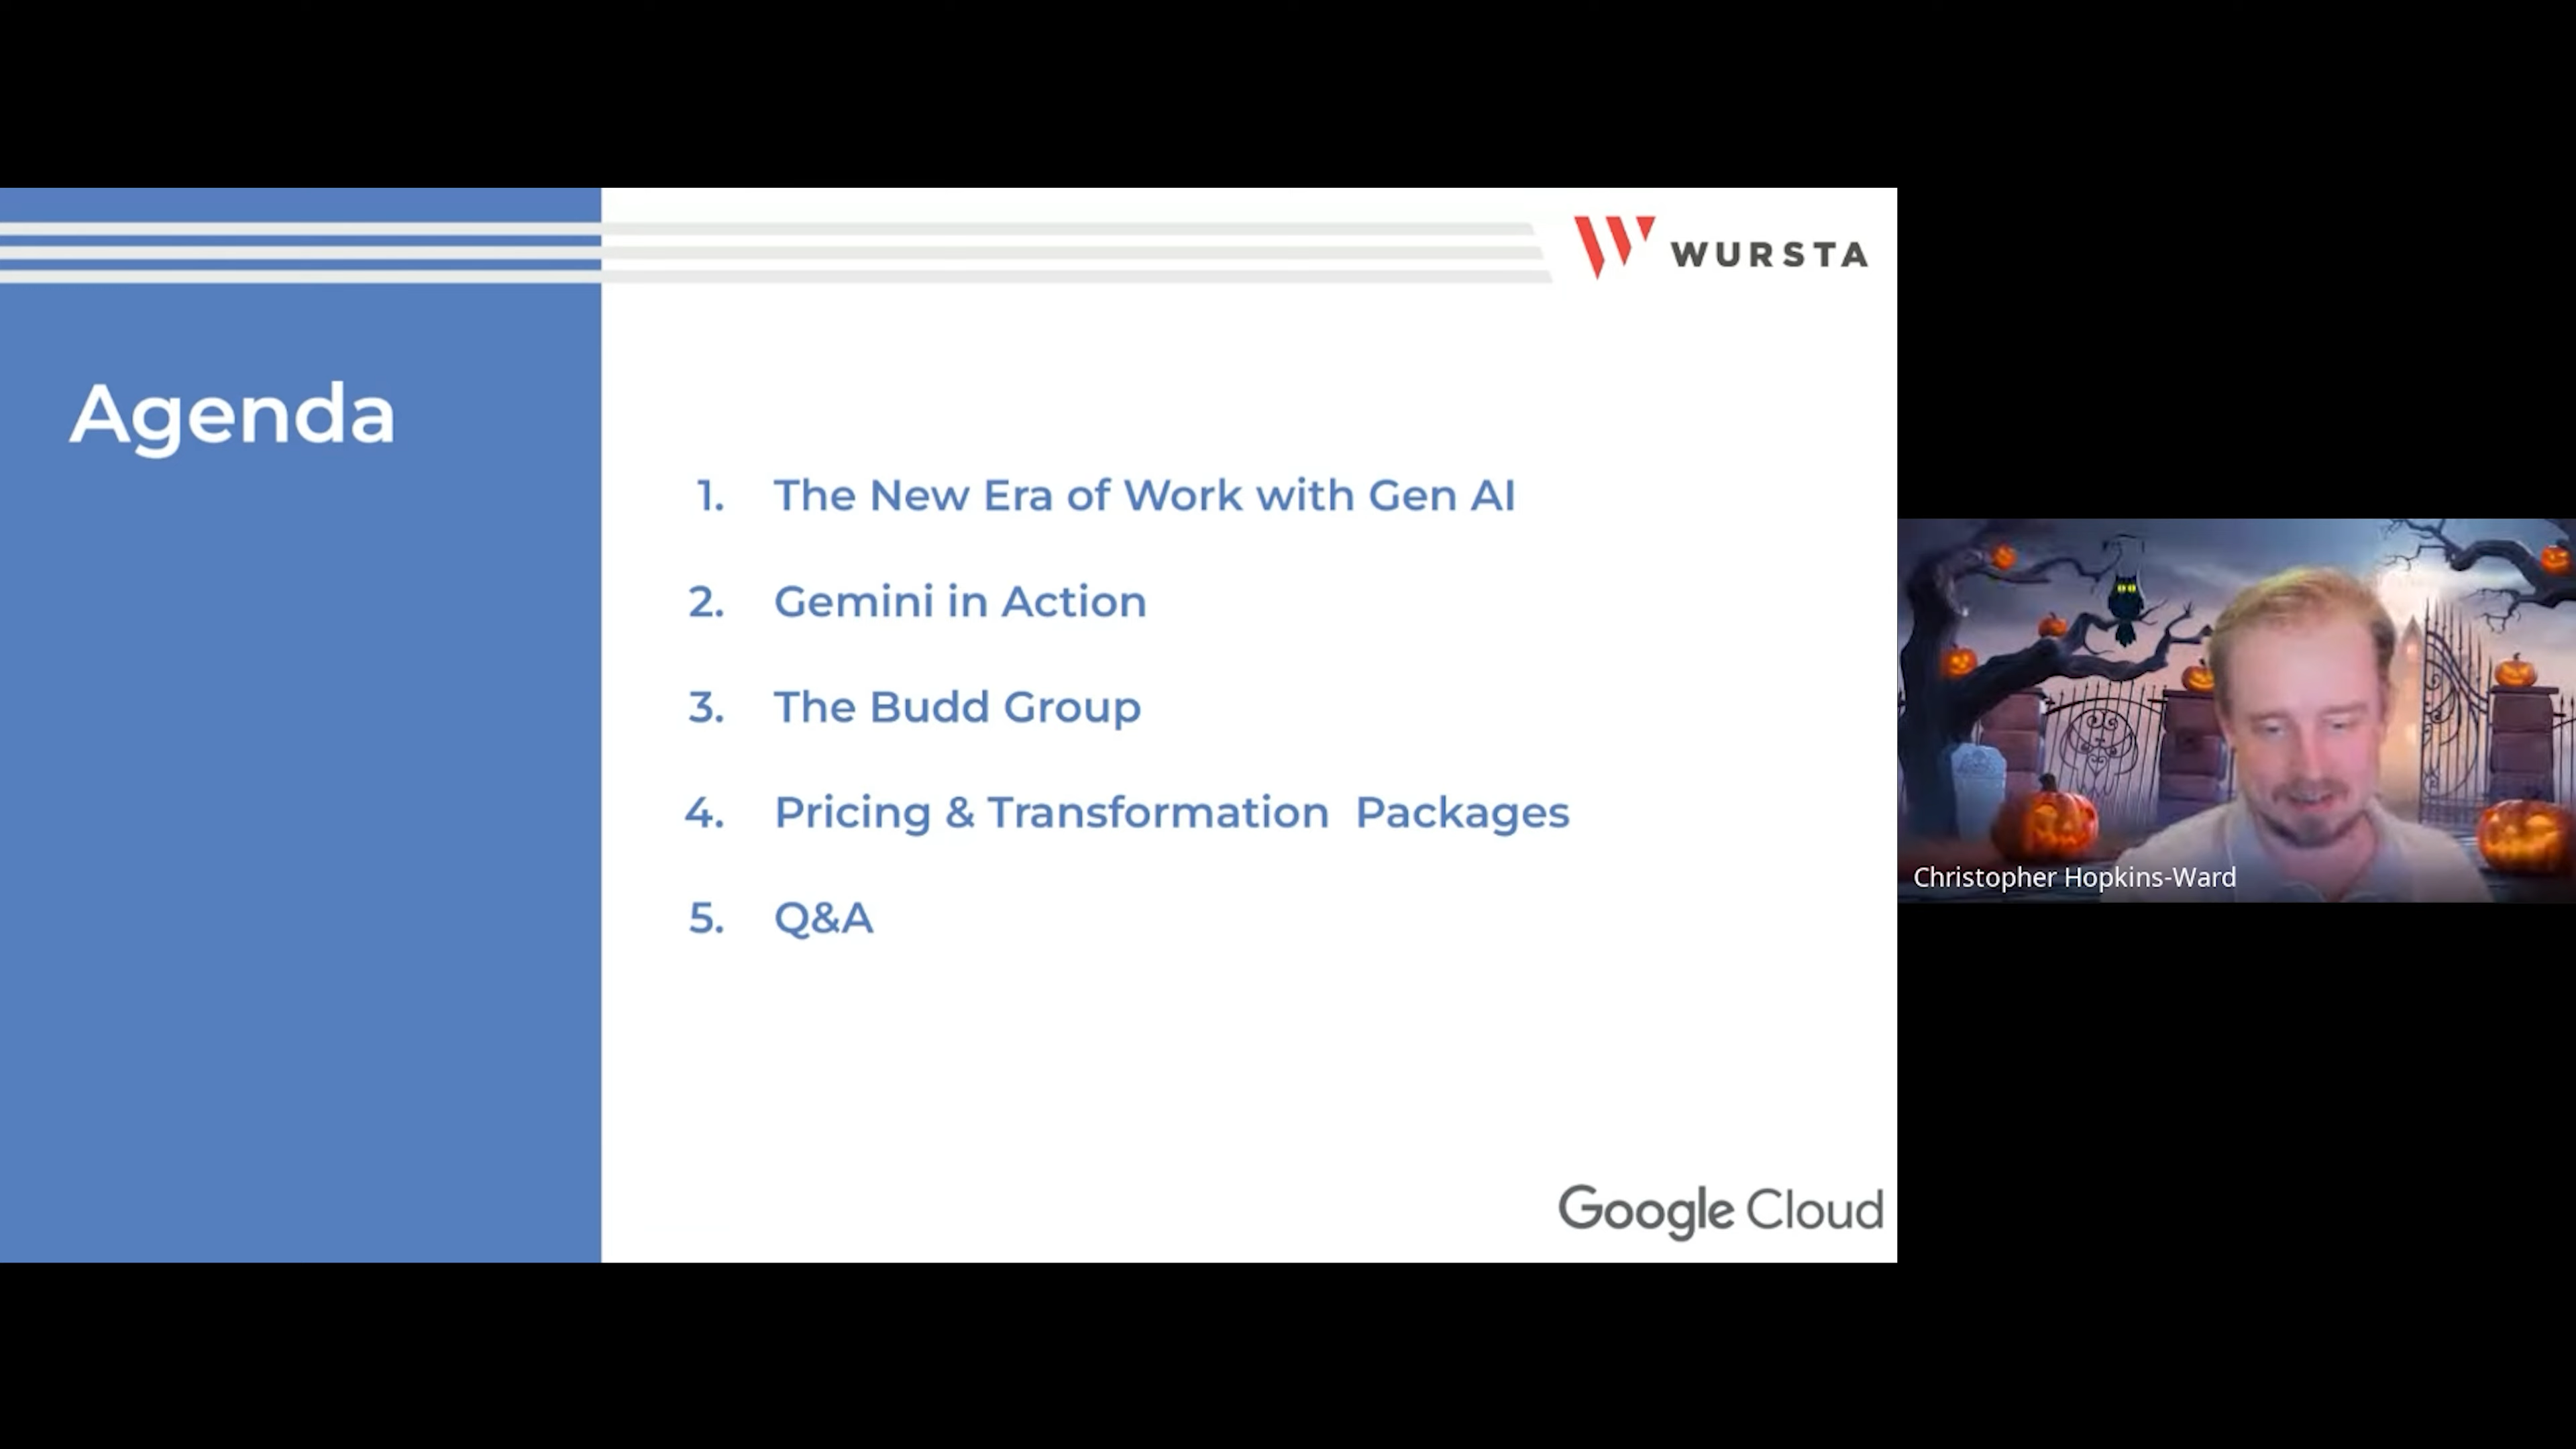 WURSTA
Agenda
1. The New Era of Work with Gen AI
2. Gemini in Action
3. The Budd Group
4. Pricing & Transformation  Packages
5. Q&A
Christopher Hopkins-Ward
Google Cloud